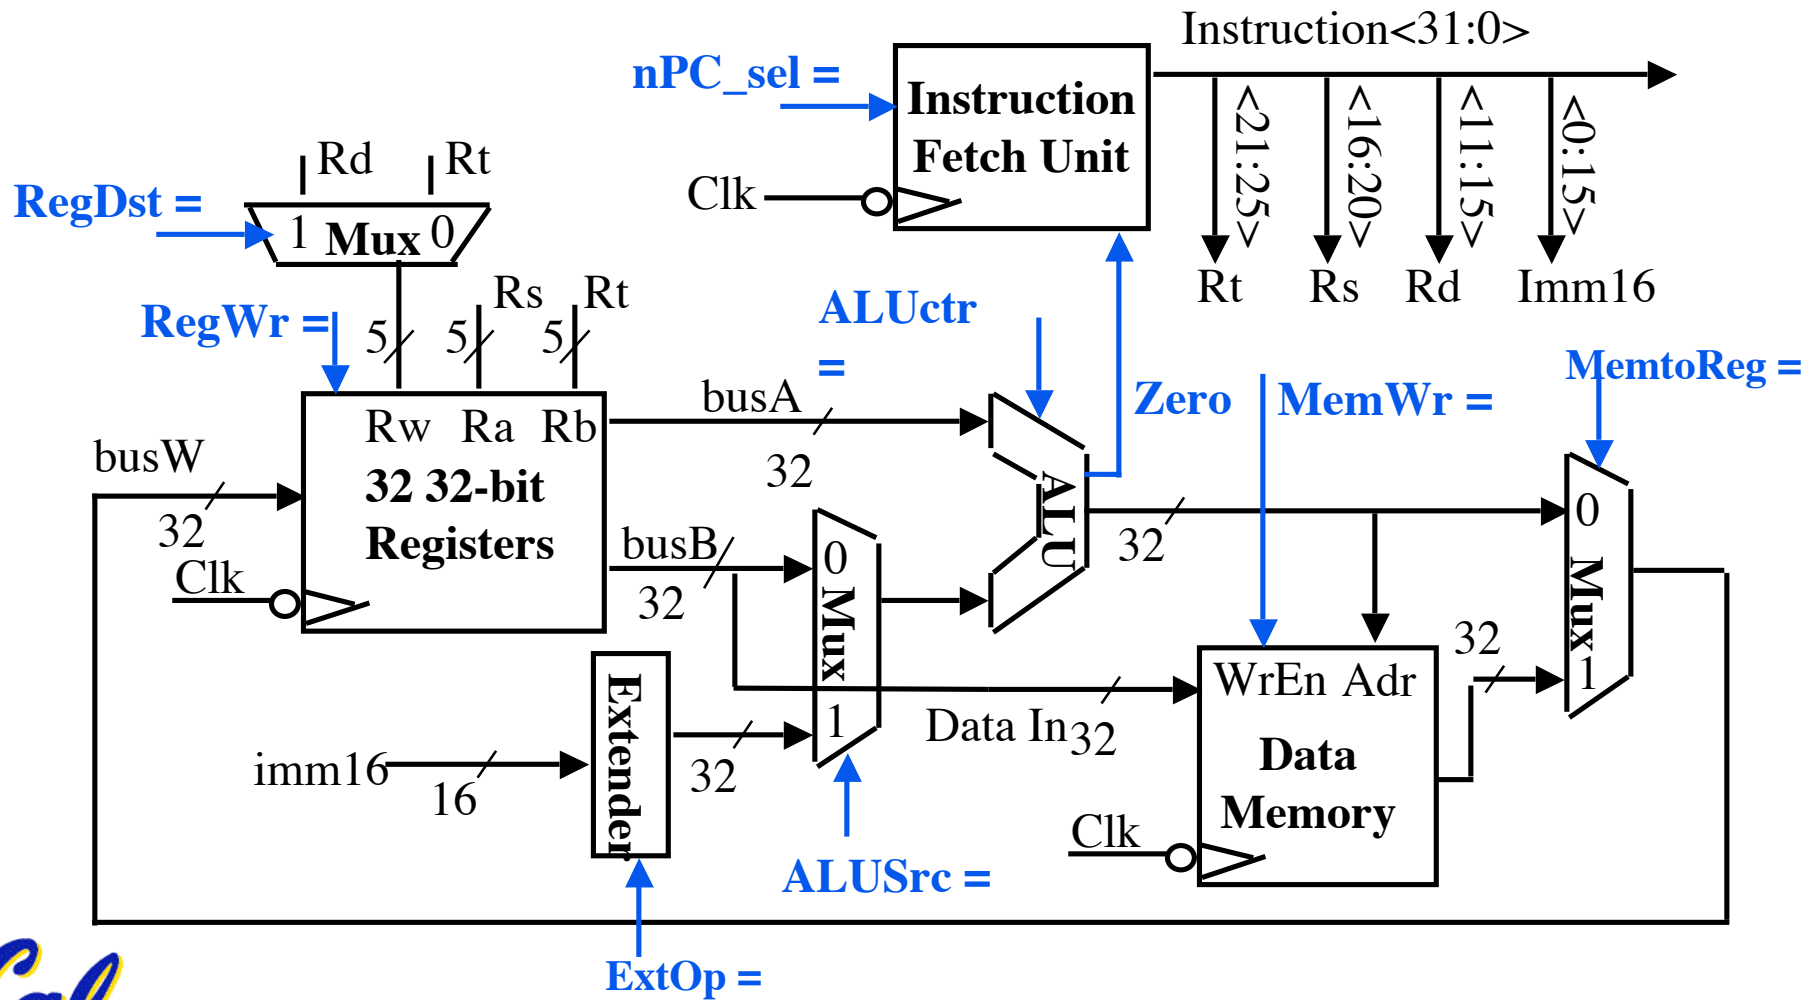 Instruction<31:0>
nPC_sel =
Instruction
Fetch Unit
Clk
<21:25>
<16:20>
<11:15>
<0:15>
Rt
Rs
Rd
Imm16
Rd
Rt
RegDst =
1 Mux 0
Rs
Rt
RegWr =
5
5
5
ALUctr
=
MemtoReg =
busA
32
Zero
MemWr =
Rw Ra Rb
32 32-bit
Registers
busW
32
Clk
busB
32
0
Mux
1
ALU
32
0
Mux
1
32
WrEn Adr
Data
Memory
Clk
Data In
32
Extender
imm16
16
32
ALUSrc =
ExtOp =
Cal